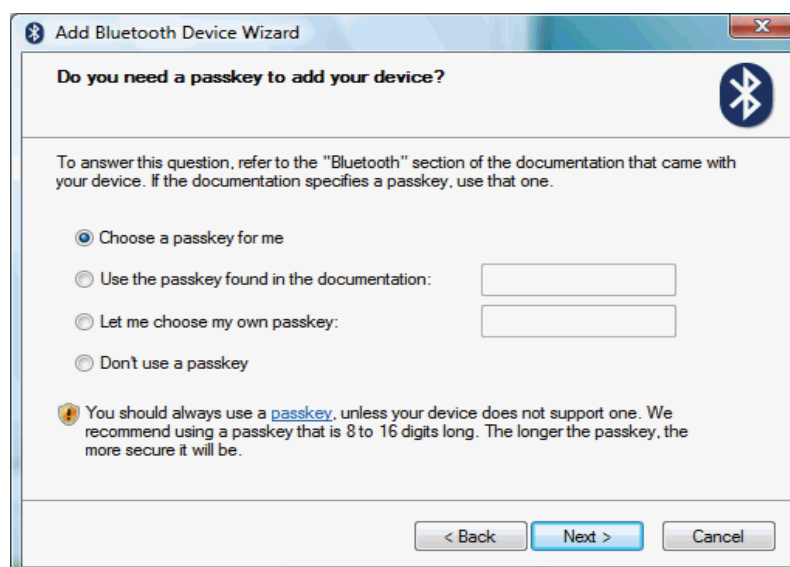 Add Bluetooth Device Wizard
Do you need a passkey to add your device?
To answer this question, refer to the "Bluetooth" section of the documentation that came with
your device. If the documentation specifies a passkey, use that one.
Choose a passkey for me
Use the passkey found in the documentation:
Let me choose my own passkey:
Don't use a passkey
You should always use a passkey, unless your device does not support one. We
recommend using a passkey that is 8 to 16 digits long. The longer the passkey, the
more secure it will be.
< Back Next > Cancel